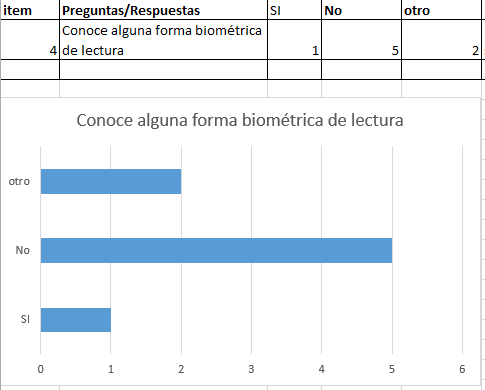 item Preguntas/Respuestas SI No otro
Conoce alguna forma biométrica
4 de lectura 1 5 2
Conoce alguna forma biométrica de lectura
otro
No
SI
0 1 2 3 4 5 6